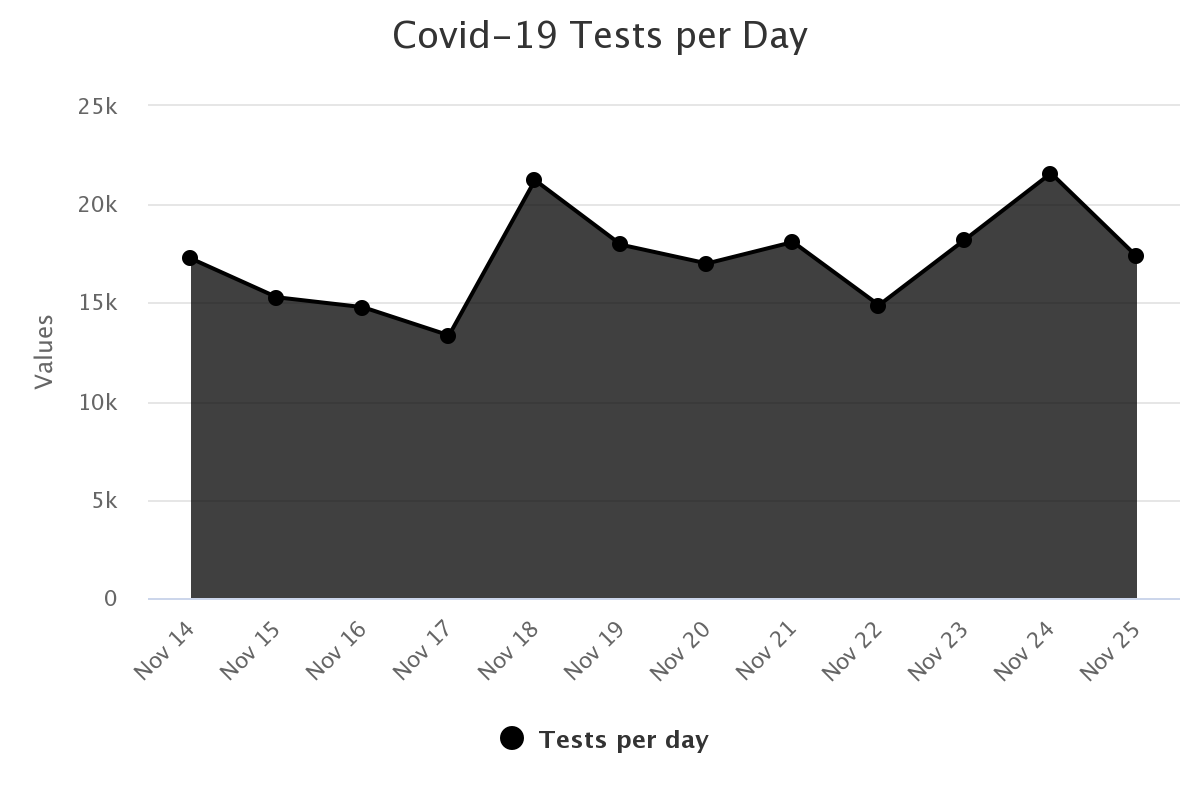 Covid–19 Tests per Day
25k
20k
15k
10k
5k
0
Values
Nov 14
Nov 15
Nov 16
Nov 17
Nov 18
Nov 19
Nov 20
Nov 21
Nov 22
Nov 23
Nov 24
Nov 25
Tests per day